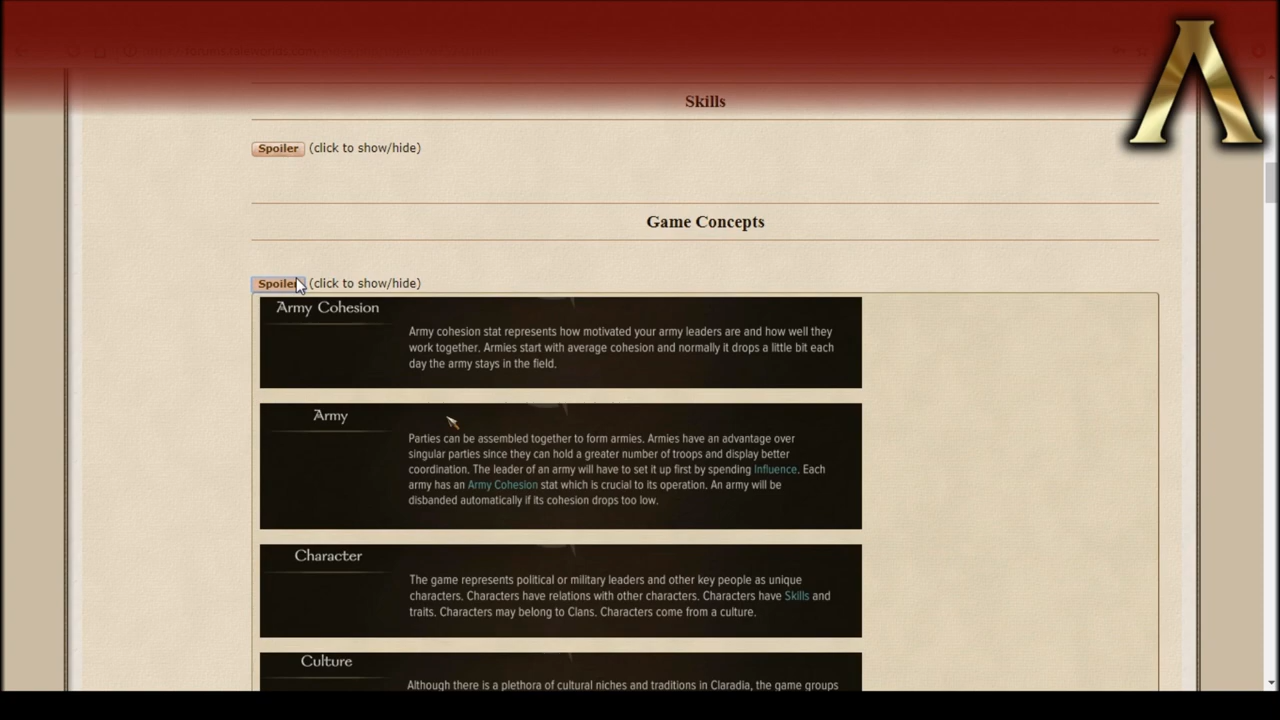 Skills
Spoiler (click to show/hide)
Game Concepts
Spoiler (click to show/hide)
Army Cohesion
Army cohesion stat represents how motivated your army leaders are and how well they
work together. Armies start with average cohesion and normally it drops a little bit each
day the army stays in the field.
Army
Parties can be assembled together to form armies. Armies have an advantage over
singular parties since they can hold a greater number of troops and display better
coordination. The leader of an army will have to set it up first by spending Influence. Each
army has an Army Cohesion stat which is crucial to its operation. An army will be
disbanded automatically if its cohesion drops too low.
Character
The game represents political or military leaders and other key people as unique
characters. Characters have relations with other characters. Characters have Skills and
traits. Characters may belong to Clans. Characters come from a culture.
Culture
Although there is a plethora of cultural niches and traditions in Claradia, the game groups